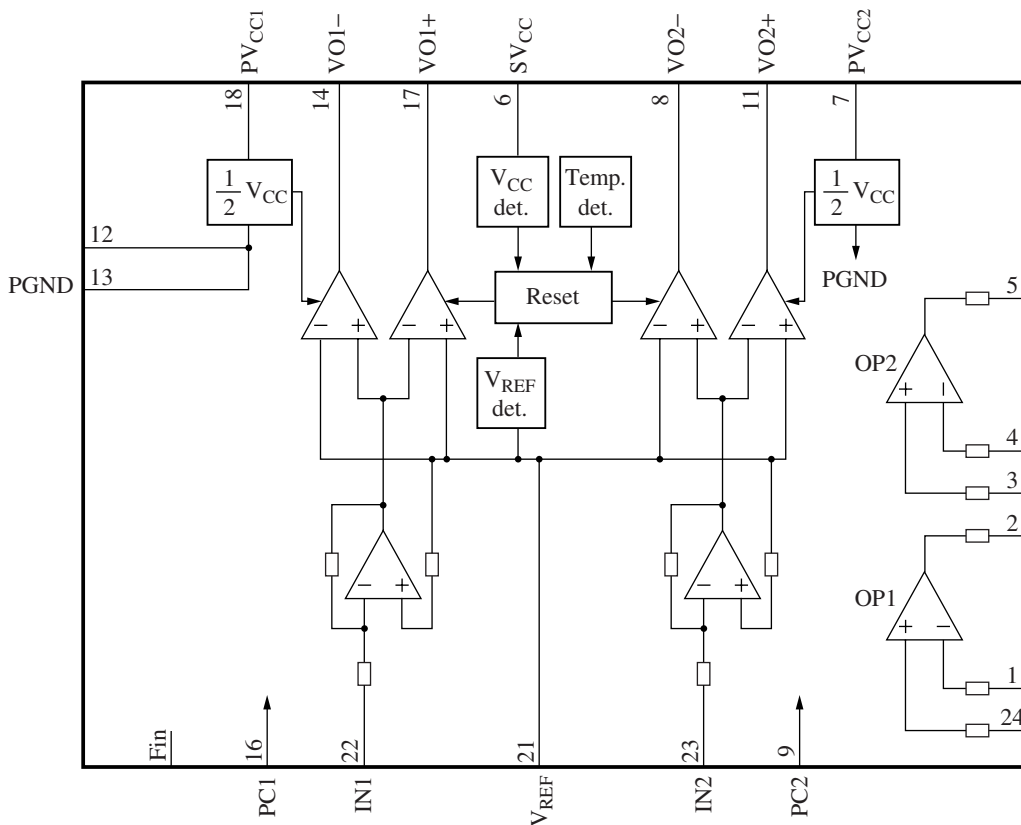 PVCC1
VO1−
VO1+
SVCC
VO2−
VO2+
PVCC2
18
14
17
6
8
11
7
1/2 VCC
VCC
det.
Temp.
det.
1/2 VCC
12
13
PGND
Reset
PGND
− +
− +
− +
− +
5
OP2
+ −
4
3
VREF
det.
2
− +
− +
OP1
+ −
1
24
Fin
16
22
21
23
9
PC1
IN1
VREF
IN2
PC2